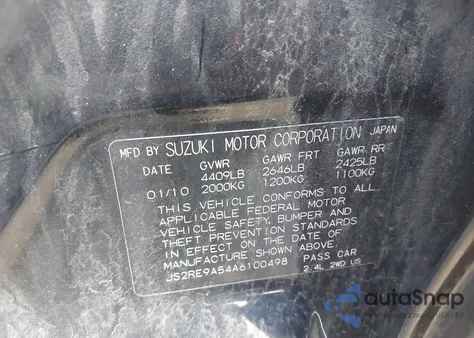 MFD BY SUZUKI MOTOR CORPORATION JAPAN
DATE GVWR GAWR FRT GAWR RR
4409LB 2646LB 2425LB
01/10 2000KG 1200KG 1100KG
THIS VEHICLE CONFORMS TO ALL
APPLICABLE FEDERAL MOTOR
VEHICLE SAFETY, BUMPER AND
THEFT PREVENTION STANDARDS
IN EFFECT ON THE DATE OF
MANUFACTURE SHOWN ABOVE.
JS2RE9A54A6100498 PASS CAR
2.4L 2WD US
autoSnap